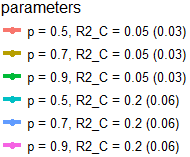 parameters
p = 0.5, R2_C = 0.05 (0.03)
p = 0.7, R2_C = 0.05 (0.03)
p = 0.9, R2_C = 0.05 (0.03)
p = 0.5, R2_C = 0.2 (0.06)
p = 0.7, R2_C = 0.2 (0.06)
p = 0.9, R2_C = 0.2 (0.06)